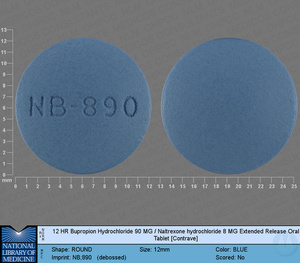 NB-890
13
12
11
10
9
8
7
6
5
4
3
2
1
0
mm
0 1 2 3 4 5 6 7 8 9 10 11 12 13 14 15 16 17 18 19 20 21 22 23 24 25
NATIONAL
LIBRARY OF
MEDICINE
12 HR Bupropion Hydrochloride 90 MG / Naltrexone hydrochloride 8 MG Extended Release Oral
Tablet [Contrave]
Shape: ROUND Size: 12mm Color: BLUE
Imprint: NB;890 (debossed) Scored: No